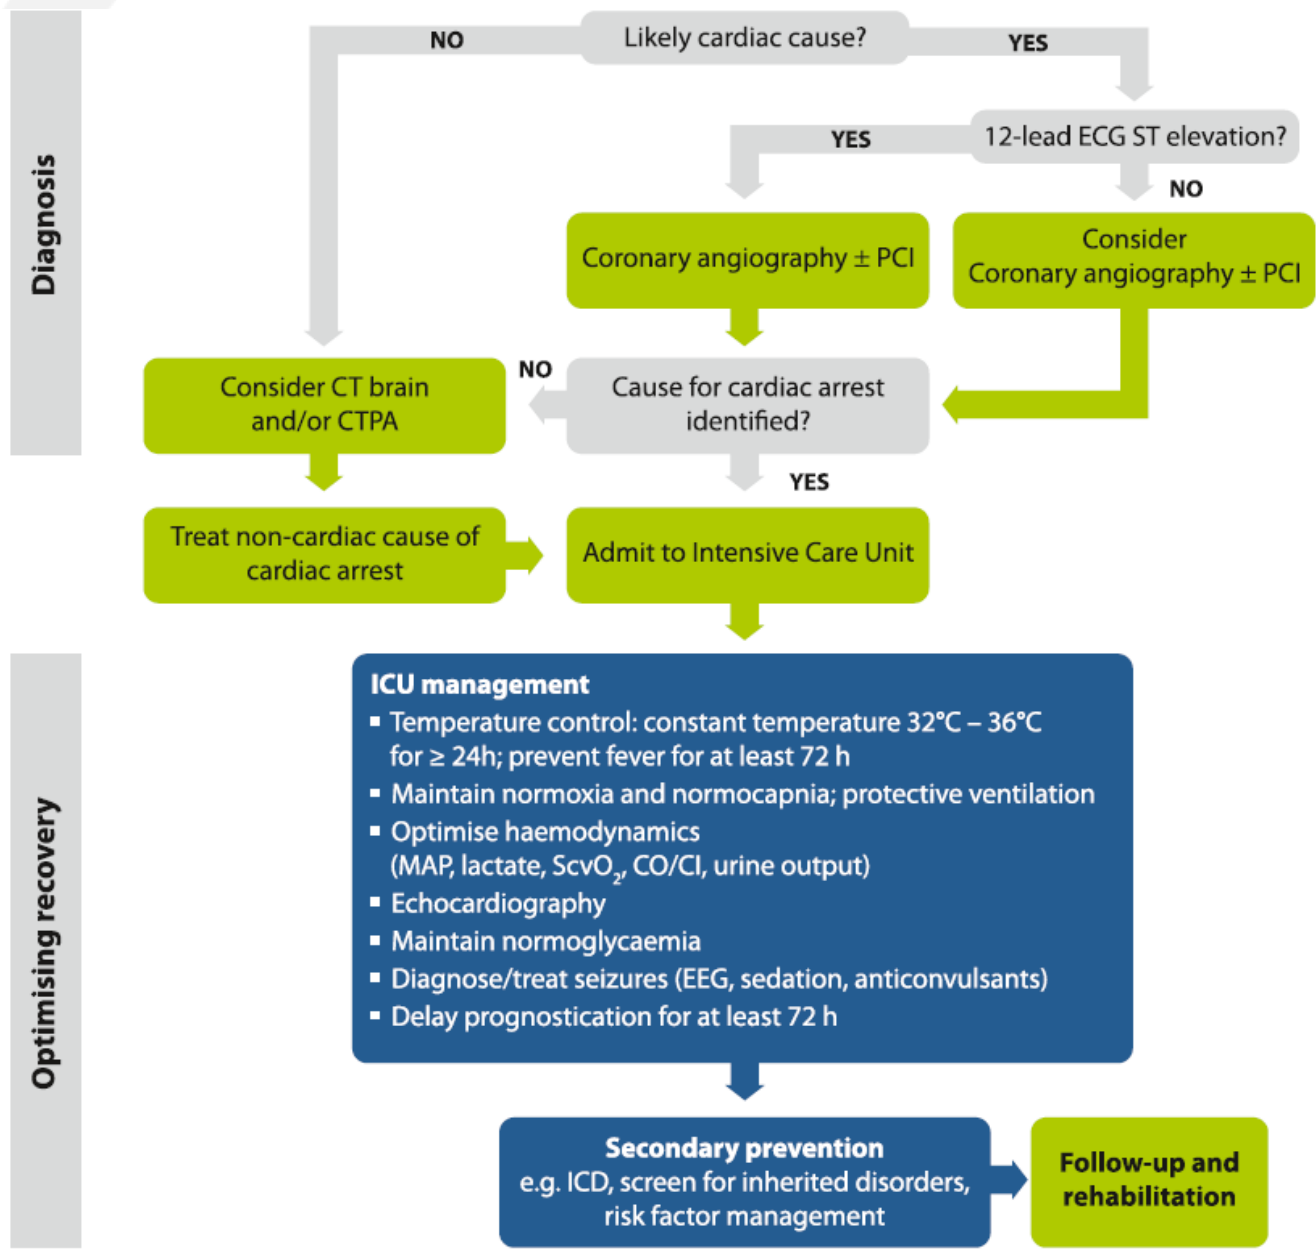 Diagnosis
Likely cardiac cause?
NO
YES
12-lead ECG ST elevation?
YES
NO
Coronary angiography ± PCI
Consider
Coronary angiography ± PCI
Consider CT brain
and/or CTPA
NO
Cause for cardiac arrest
identified?
YES
Treat non-cardiac cause of
cardiac arrest
Admit to Intensive Care Unit
Optimising recovery
ICU management
▪ Temperature control: constant temperature 32°C – 36°C
for ≥ 24h; prevent fever for at least 72 h
▪ Maintain normoxia and normocapnia; protective ventilation
▪ Optimise haemodynamics
(MAP, lactate, ScvO₂, CO/CI, urine output)
▪ Echocardiography
▪ Maintain normoglycaemia
▪ Diagnose/treat seizures (EEG, sedation, anticonvulsants)
▪ Delay prognostication for at least 72 h
Secondary prevention
e.g. ICD, screen for inherited disorders,
risk factor management
Follow-up and
rehabilitation